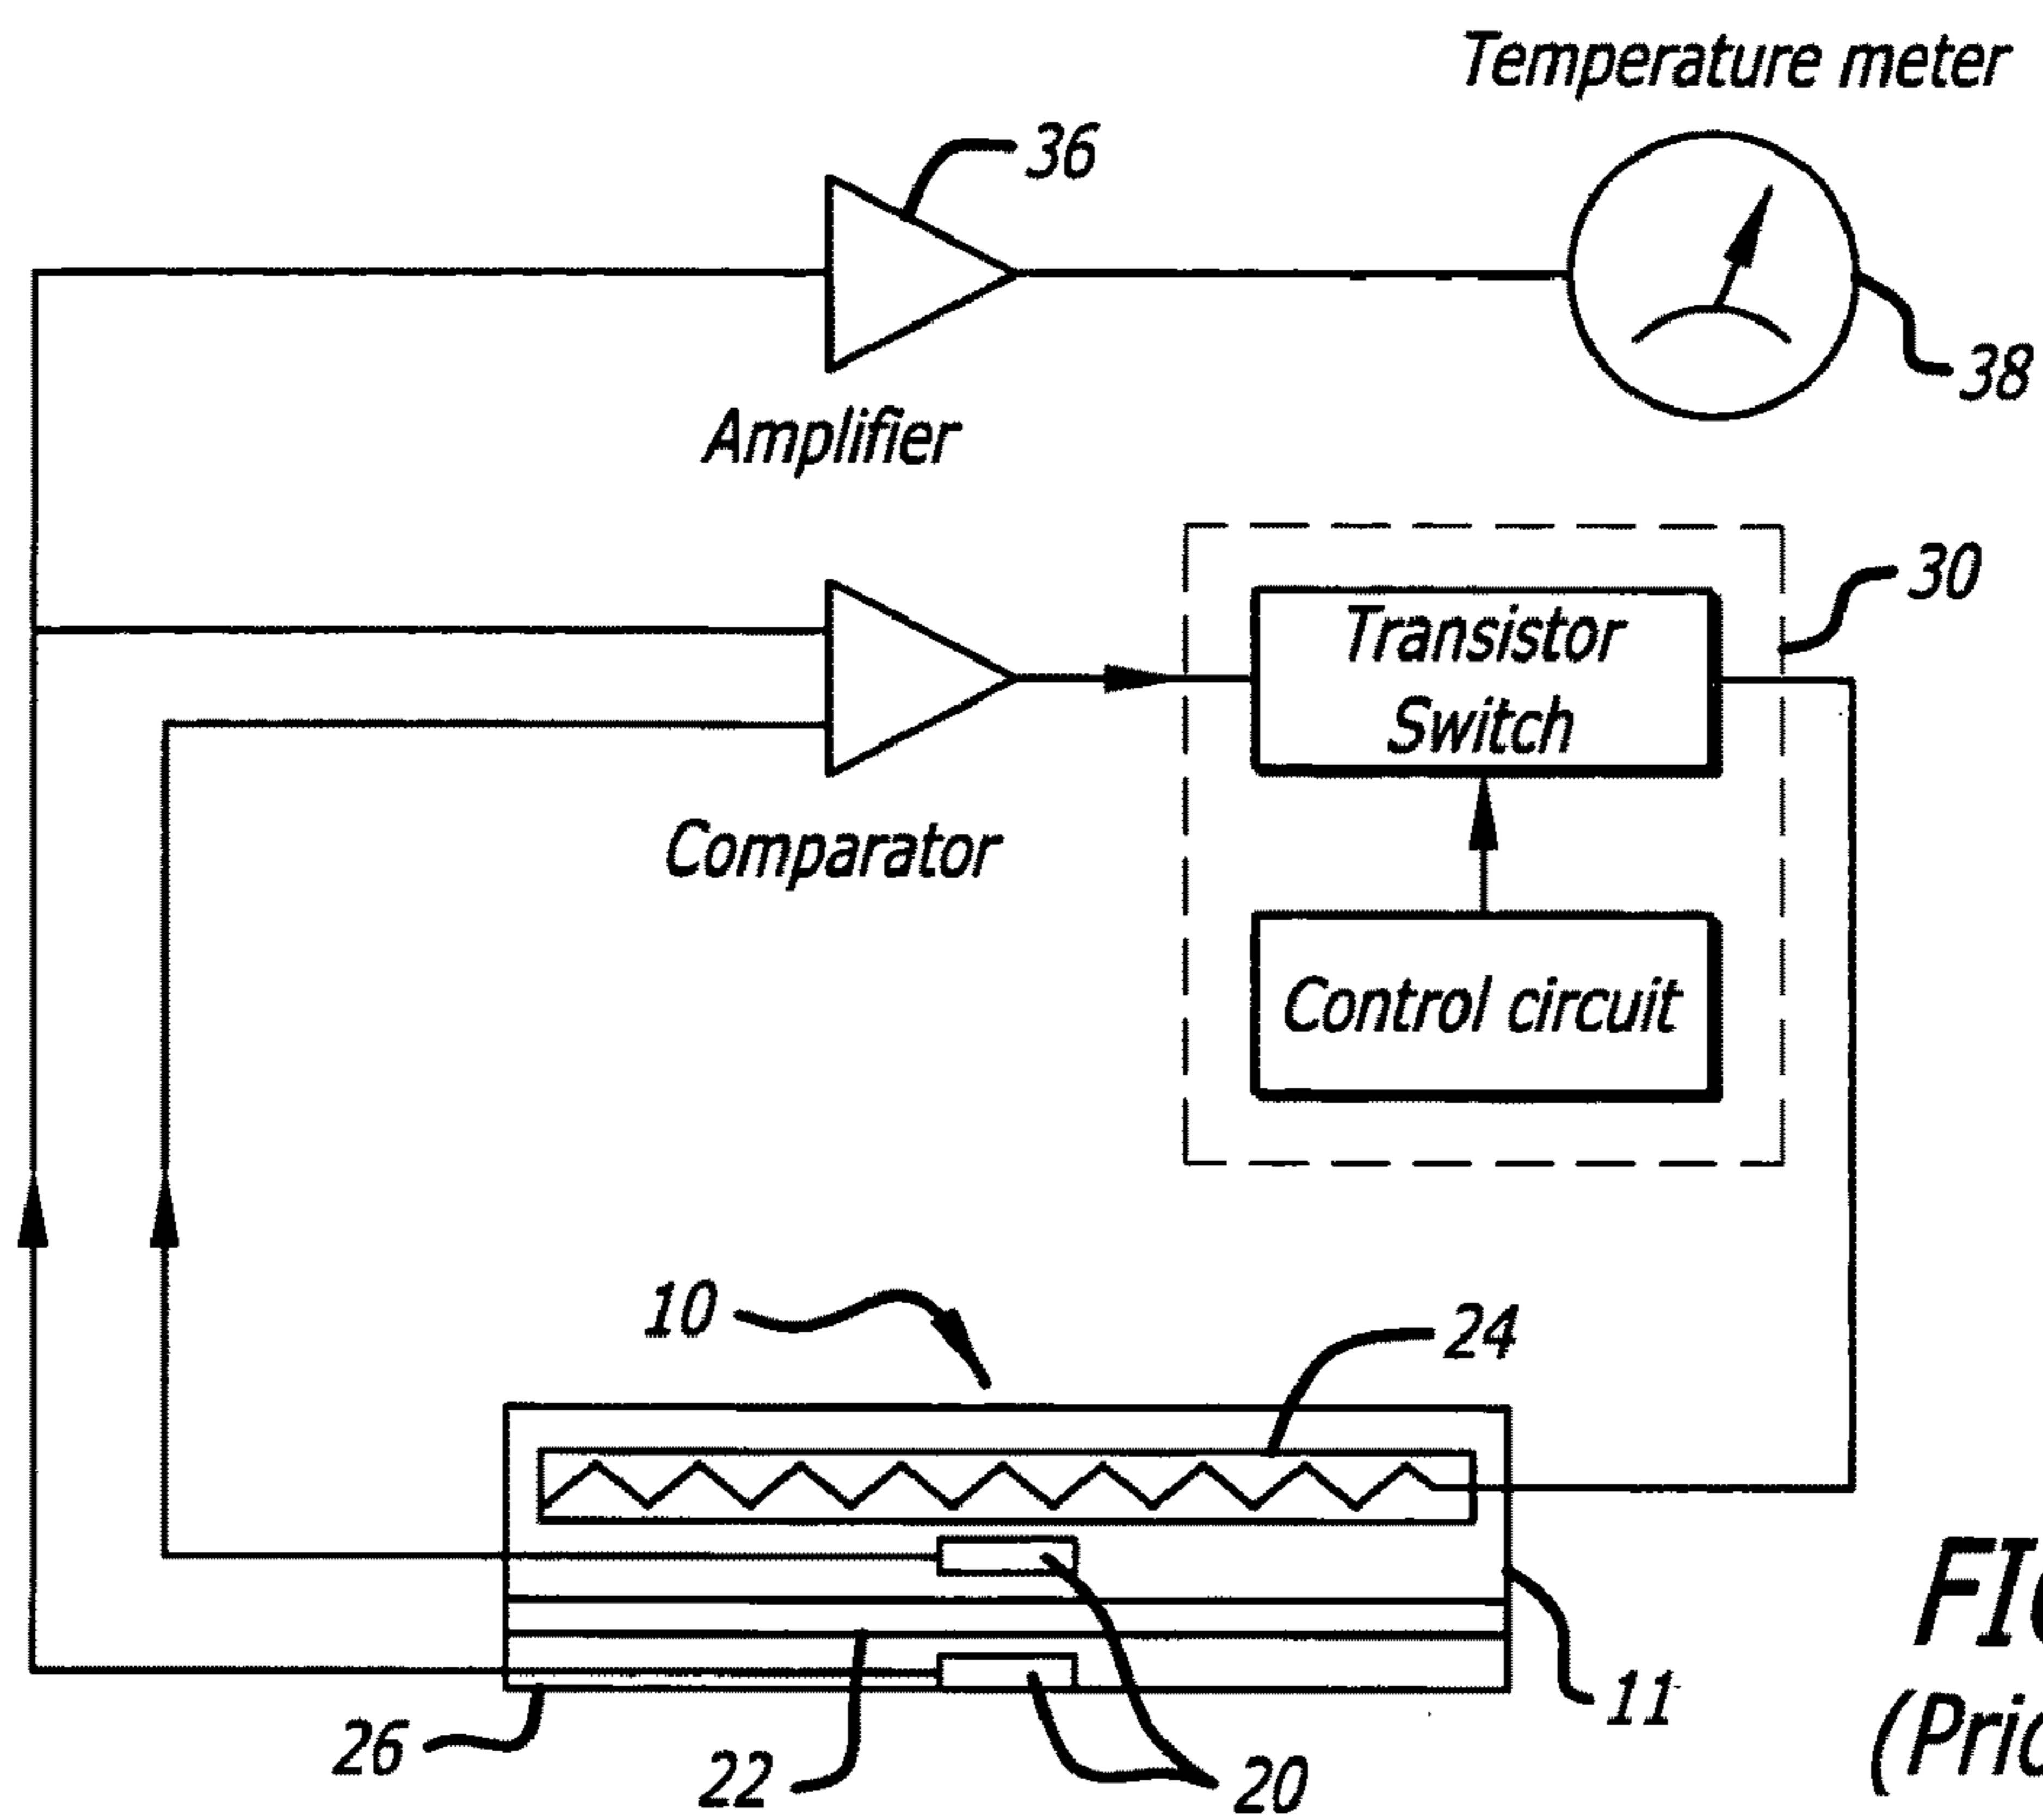 Temperature meter
36
38
Amplifier
30
Transistor
Switch
Comparator
Control circuit
10
24
11
26
22
20